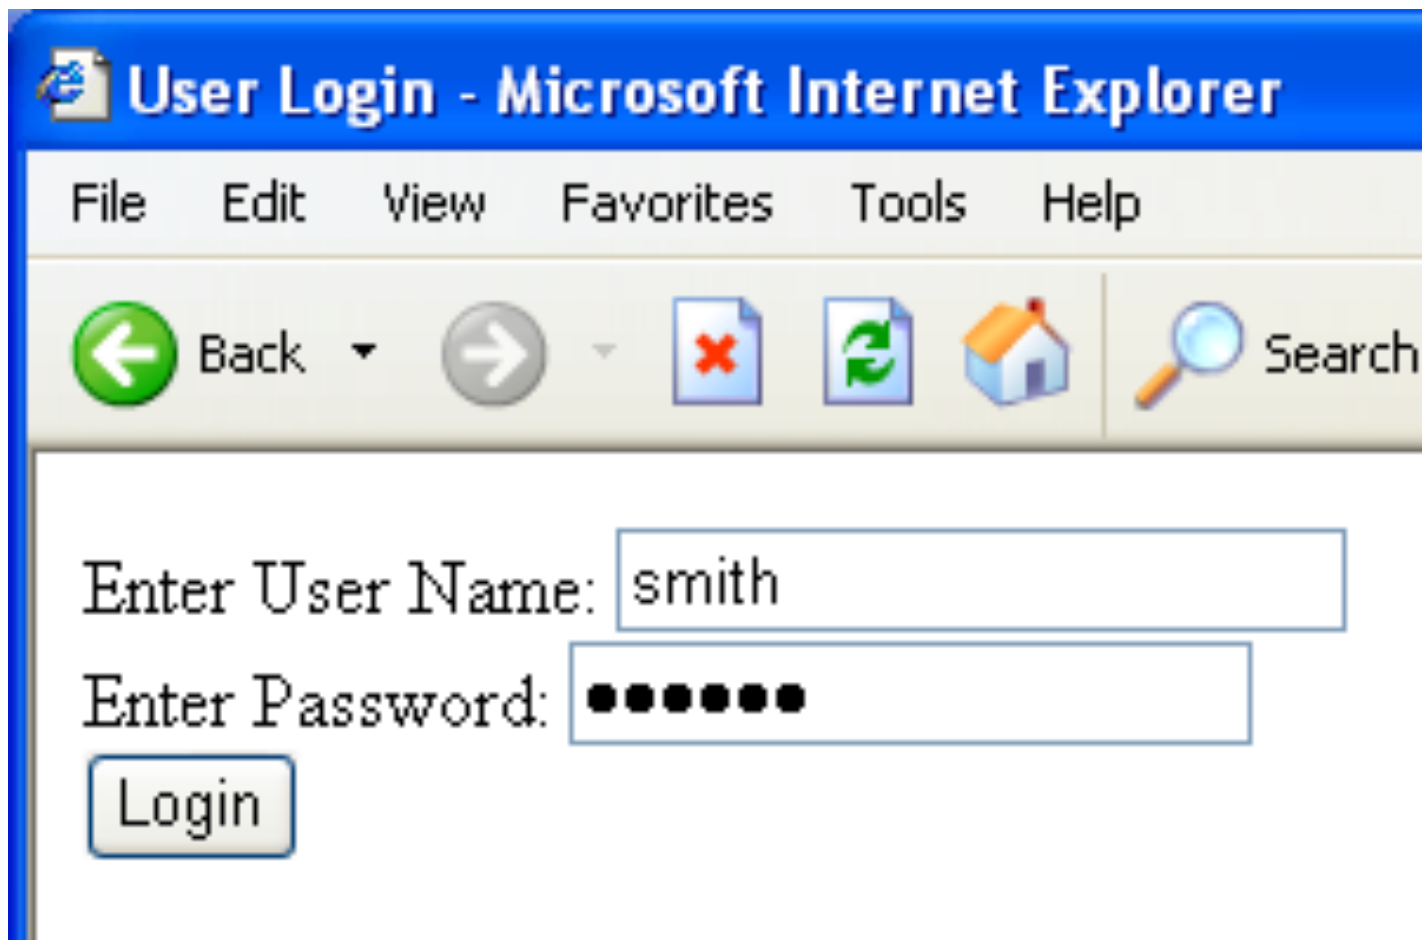 User Login - Microsoft Internet Explorer
File Edit View Favorites Tools Help
Back Search
Enter User Name: smith
Enter Password: ●●●●●●
Login